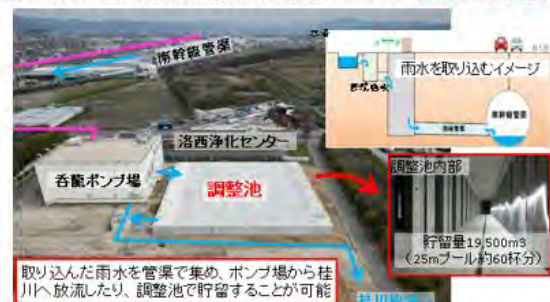 南幹線管渠
雨水を取り込むイメージ
洛西浄化センター
呑龍ポンプ場
調整池
調整池内部
貯留量19,500m3
(25mプール約60杯分)
取り込んだ雨水を管渠で集め、ポンプ場から桂
川へ放流したり、調整池で貯留することが可能